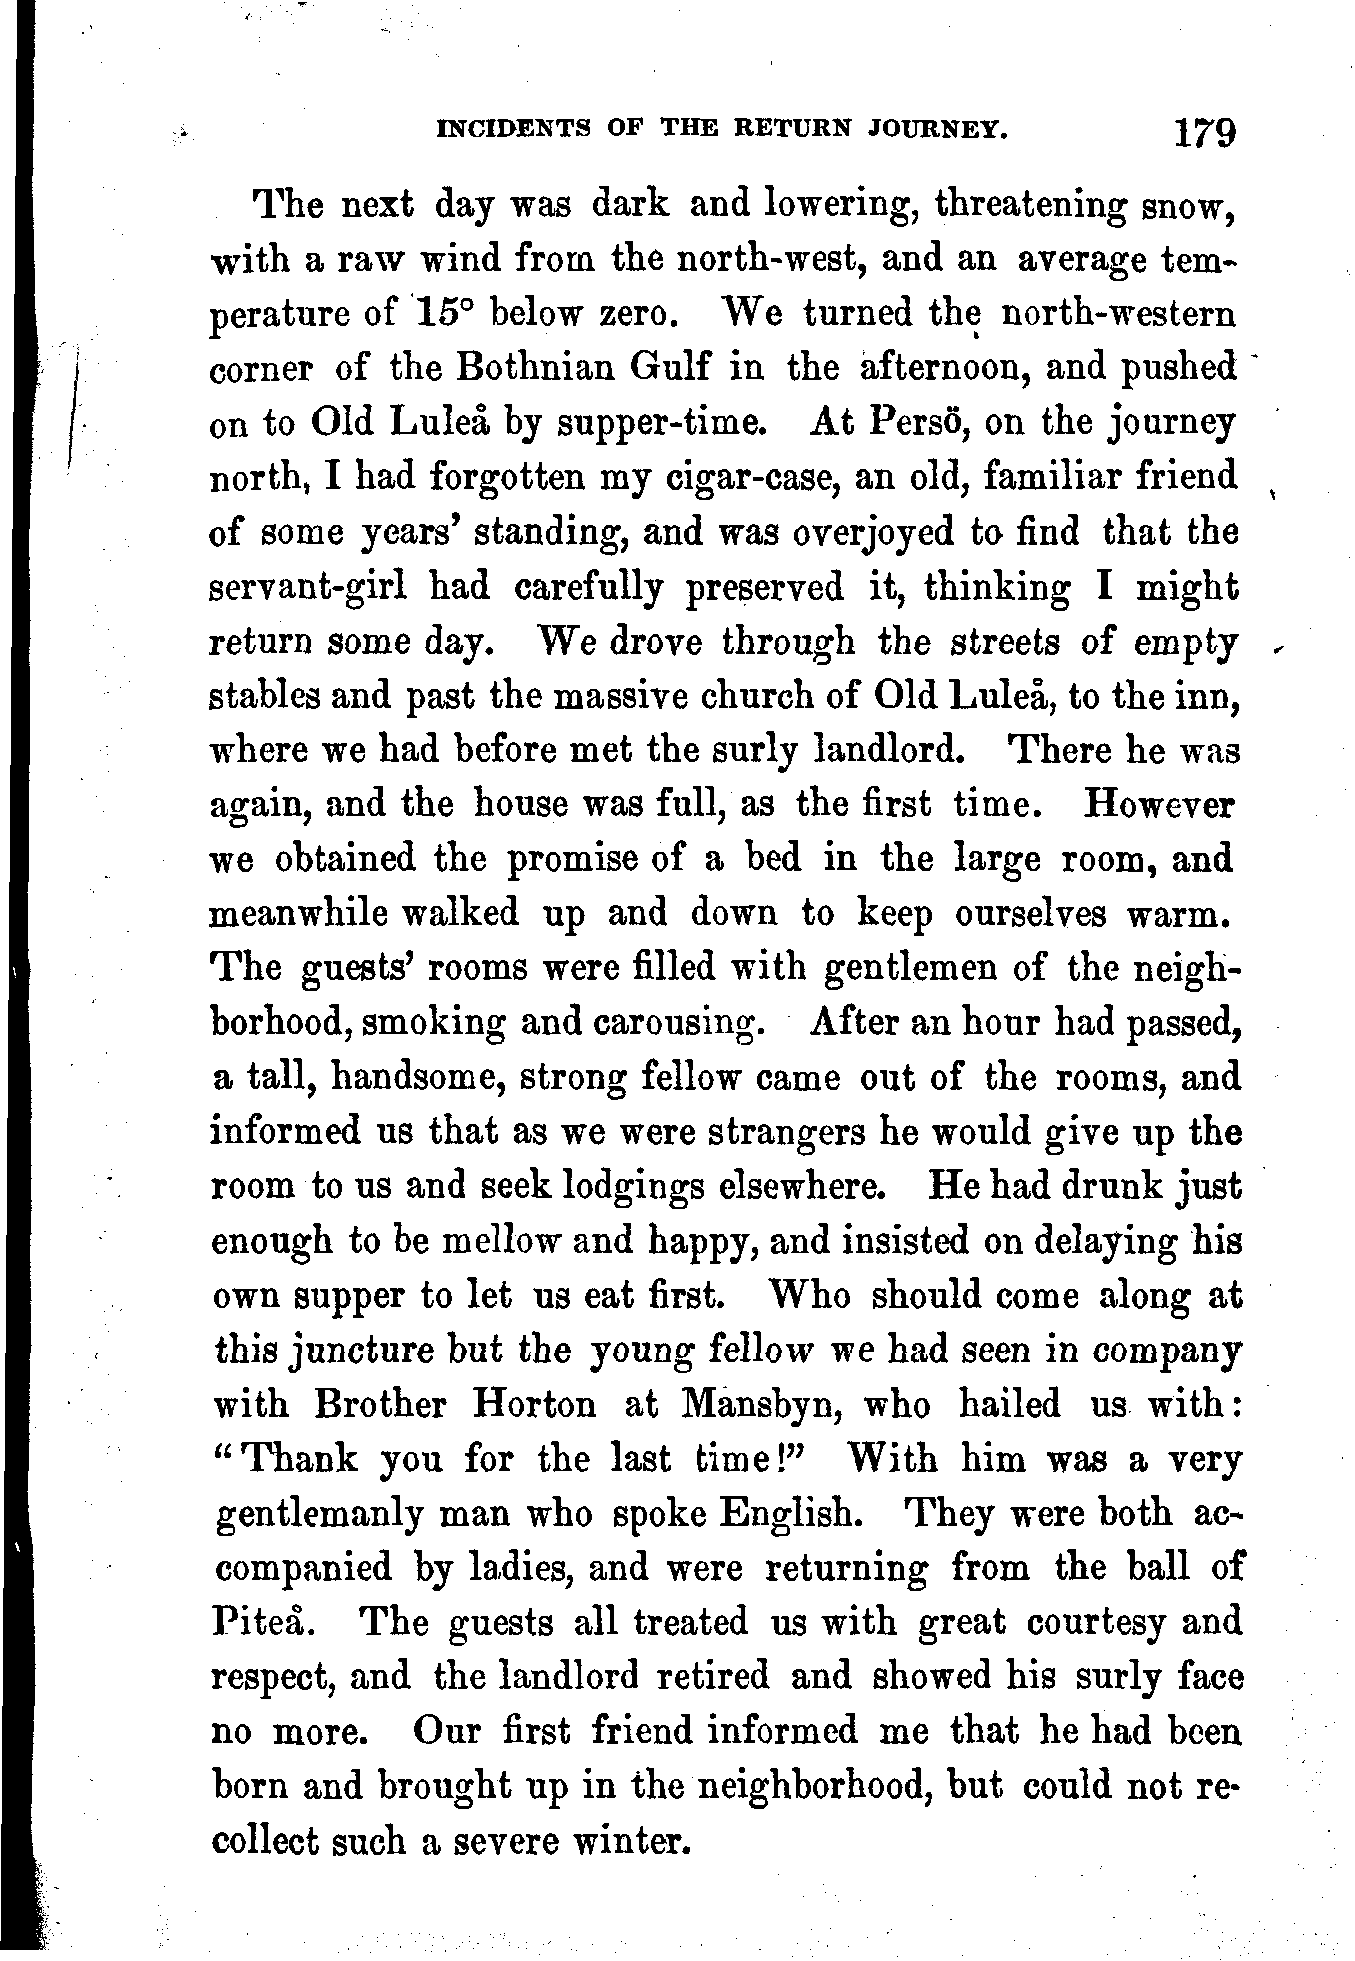 INCIDENTS OF THE RETURN JOURNEY. 179
The next day was dark and lowering, threatening snow,
with a raw wind from the north-west, and an average tem-
perature of 15° below zero. We turned the north-western
corner of the Bothnian Gulf in the afternoon, and pushed
on to Old Luleå by supper-time. At Persö, on the journey
north, I had forgotten my cigar-case, an old, familiar friend
of some years' standing, and was overjoyed to find that the
servant-girl had carefully preserved it, thinking I might
return some day. We drove through the streets of empty
stables and past the massive church of Old Luleå, to the inn,
where we had before met the surly landlord. There he was
again, and the house was full, as the first time. However
we obtained the promise of a bed in the large room, and
meanwhile walked up and down to keep ourselves warm.
The guests' rooms were filled with gentlemen of the neigh-
borhood, smoking and carousing. After an hour had passed,
a tall, handsome, strong fellow came out of the rooms, and
informed us that as we were strangers he would give up the
room to us and seek lodgings elsewhere. He had drunk just
enough to be mellow and happy, and insisted on delaying his
own supper to let us eat first. Who should come along at
this juncture but the young fellow we had seen in company
with Brother Horton at Mansbyn, who hailed us with:
"Thank you for the last time!" With him was a very
gentlemanly man who spoke English. They were both ac-
companied by ladies, and were returning from the ball of
Piteå. The guests all treated us with great courtesy and
respect, and the landlord retired and showed his surly face
no more. Our first friend informed me that he had been
born and brought up in the neighborhood, but could not re-
collect such a severe winter.